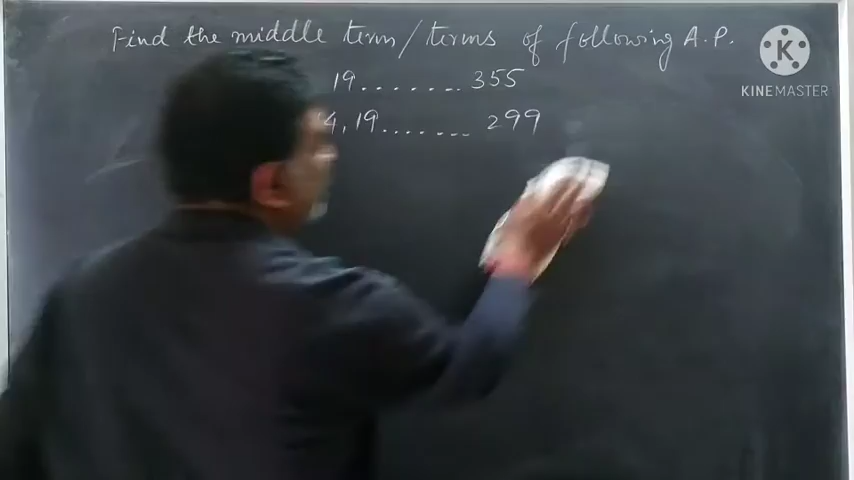 Find the middle term/terms of following A.P.
19....... 355
4, 19....... 299
K
KINEMASTER